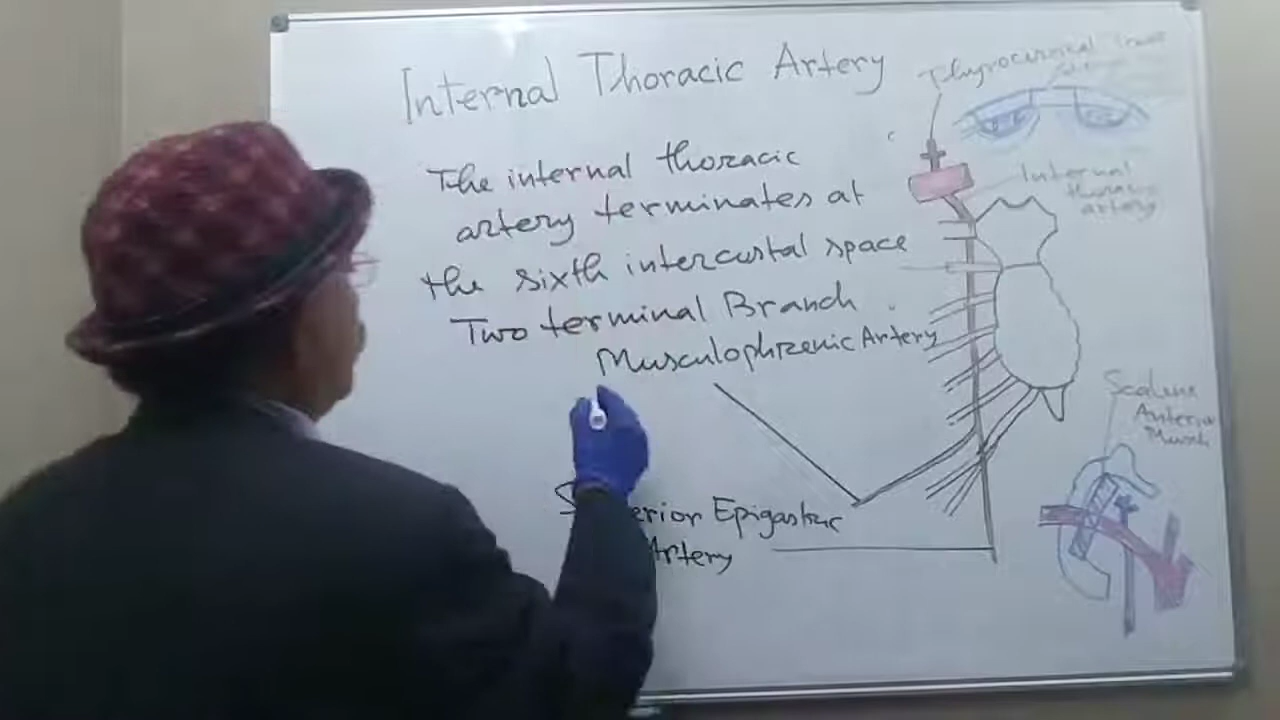 Internal Thoracic Artery
The internal thoracic
artery terminates at
the sixth intercostal space
Two terminal Branch
Musculophrenic Artery
erior Epigastric
Artery
Thyrocervical
Internal
thoracic
artery
Scalene
Anterior
Muscle